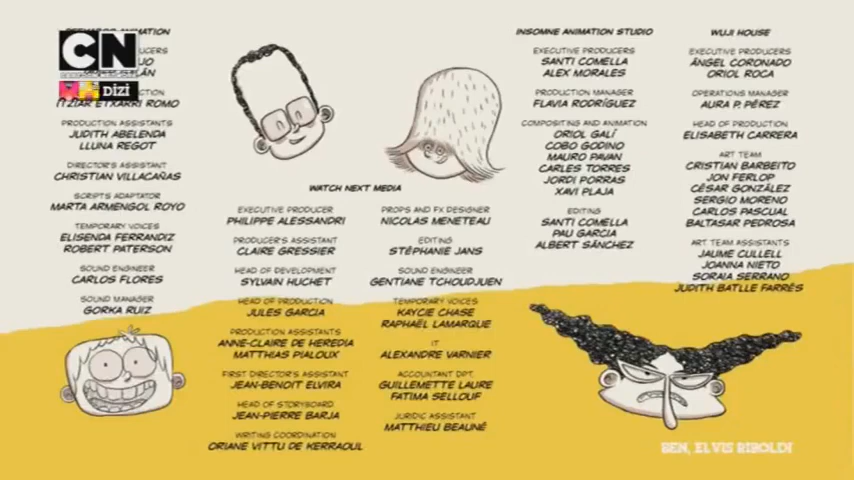 CN
DİZİ
ITZIAR ETXARRI ROMO
PRODUCTION ASSISTANTS
JUDITH ABELENDA
LLUNA REGOT
DIRECTOR'S ASSISTANT
CHRISTIAN VILLACAÑAS
SCRIPTS ADAPTATOR
MARTA ARMENGOL ROYO
TEMPORARY VOICES
ELISENDA FERRANDIZ
ROBERT PATERSON
SOUND ENGINEER
CARLOS FLORES
SOUND MANAGER
GORKA RUIZ
WATCH NEXT MEDIA
EXECUTIVE PRODUCER
PHILIPPE ALESSANDRI
PRODUCER'S ASSISTANT
CLAIRE GRESSIER
HEAD OF DEVELOPMENT
SYLVAIN HUCHET
HEAD OF PRODUCTION
JULES GARCIA
PRODUCTION ASSISTANTS
ANNE-CLAIRE DE HEREDIA
MATTHIAS PIALOUX
FIRST DIRECTOR'S ASSISTANT
JEAN-BENOIT ELVIRA
HEAD OF STORYBOARD
JEAN-PIERRE BARJA
WRITING COORDINATION
ORIANE VITTU DE KERRAOUL
PROPS AND FX DESIGNER
NICOLAS MENETEAU
EDITING
STÉPHANIE JANS
SOUND ENGINEER
GENTIANE TCHOUDJUEN
TEMPORARY VOICES
KAYCIE CHASE
RAPHAËL LAMARQUE
IT
ALEXANDRE VARNIER
ACCOUNTANT DPT.
GUILLEMETTE LAURE
FATIMA SELLOUF
JURIDIC ASSISTANT
MATTHIEU BEAUNÉ
INSOMNE ANIMATION STUDIO
EXECUTIVE PRODUCERS
SANTI COMELLA
ALEX MORALES
PRODUCTION MANAGER
FLAVIA RODRÍGUEZ
COMPOSITING AND ANIMATION
ORIOL GALÍ
COBO GODINO
MAURO PAVAN
CARLES TORRES
JORDI PORRAS
XAVI PLAJA
EDITING
SANTI COMELLA
PAU GARCIA
ALBERT SÁNCHEZ
WUJI HOUSE
EXECUTIVE PRODUCERS
ÁNGEL CORONADO
ORIOL ROCA
OPERATIONS MANAGER
AURA P. PÉREZ
HEAD OF PRODUCTION
ELISABETH CARRERA
ART TEAM
CRISTIAN BARBEITO
JON FERLOP
CÉSAR GONZÁLEZ
SERGIO MORENO
CARLOS PASCUAL
BALTASAR PEDROSA
ART TEAM ASSISTANTS
JAUME CULLELL
JOANNA NIETO
SORAIA SERRANO
JUDITH BATLLE FARRÉS
BEN, ELVIS RIBOLDI